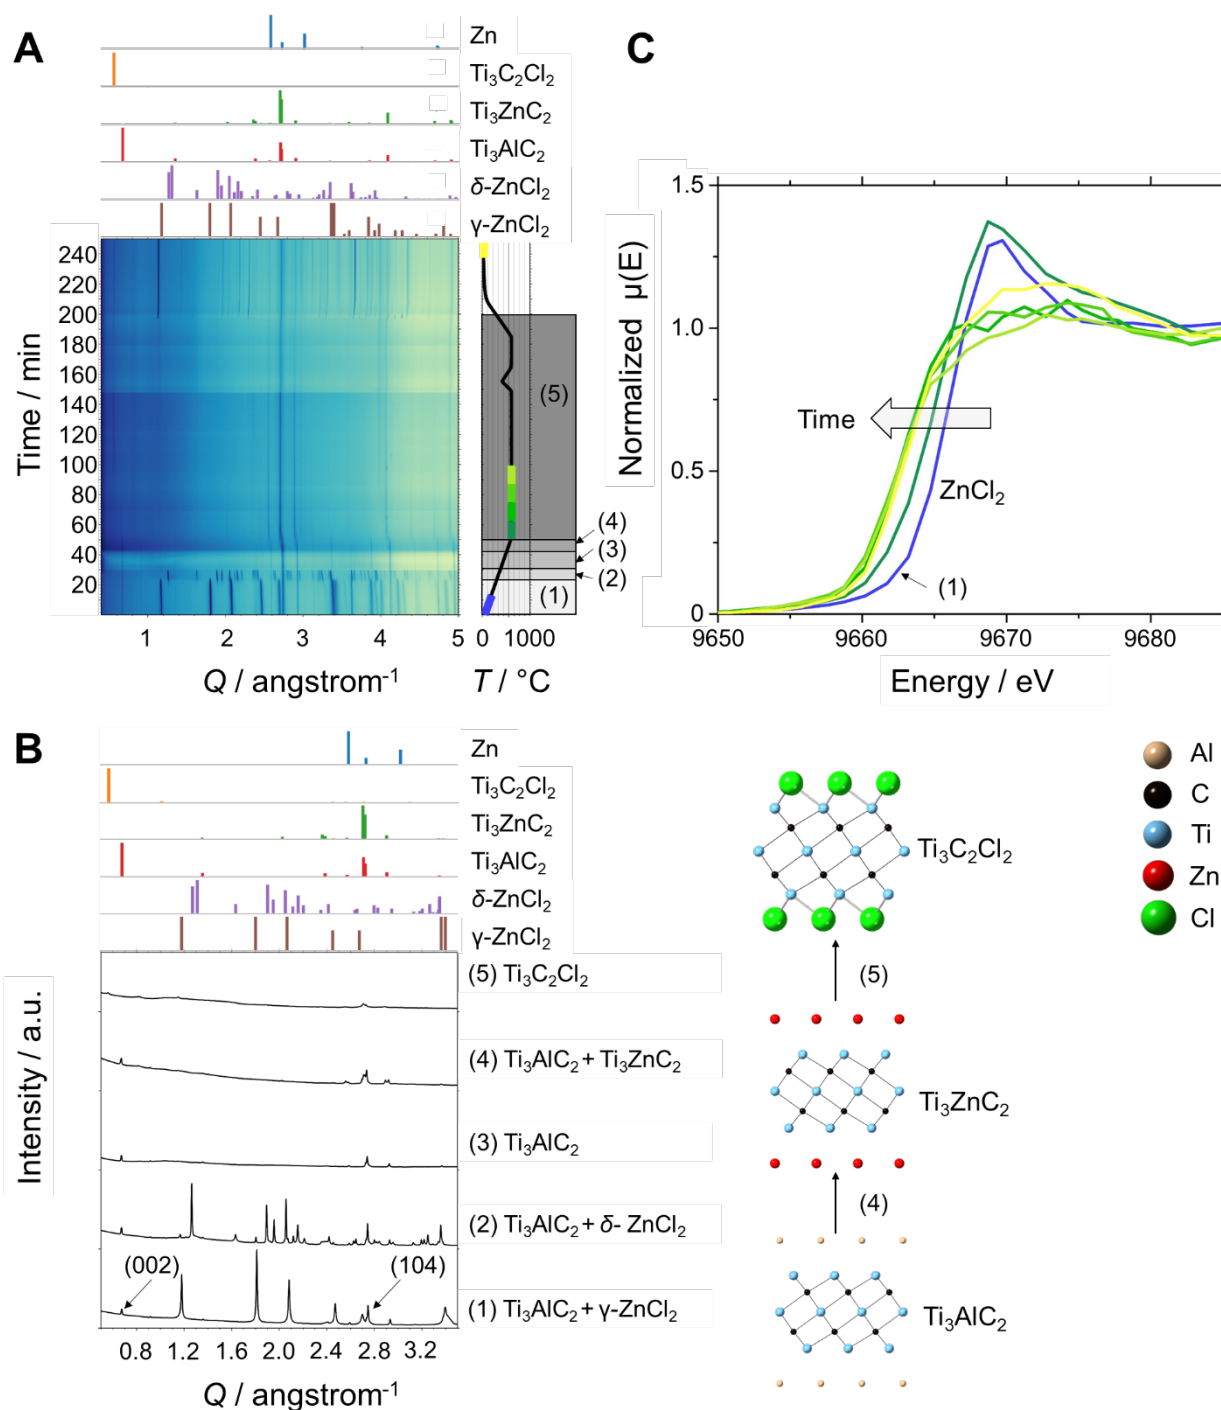 A
Zn
Ti₃C₂Cl₂
Ti₃ZnC₂
Ti₃AlC₂
δ-ZnCl₂
γ-ZnCl₂
Time / min
240
220
200
180
160
140
120
100
80
60
40
20
1
2
3
4
5
Q / angstrom⁻¹
(5)
(4)
(3)
(2)
(1)
0
1000
T / °C
C
Normalized μ(E)
1.5
1.0
0.5
0
Time
ZnCl₂
(1)
9650
9660
9670
9680
Energy / eV
B
Zn
Ti₃C₂Cl₂
Ti₃ZnC₂
Ti₃AlC₂
δ-ZnCl₂
γ-ZnCl₂
Intensity / a.u.
(5) Ti₃C₂Cl₂
(4) Ti₃AlC₂ + Ti₃ZnC₂
(3) Ti₃AlC₂
(2) Ti₃AlC₂ + δ- ZnCl₂
(002)
(104)
(1) Ti₃AlC₂ + γ-ZnCl₂
0.8
1.2
1.6
2.0
2.4
2.8
3.2
Q / angstrom⁻¹
Ti₃C₂Cl₂
(5)
Ti₃ZnC₂
(4)
Ti₃AlC₂
Al
C
Ti
Zn
Cl